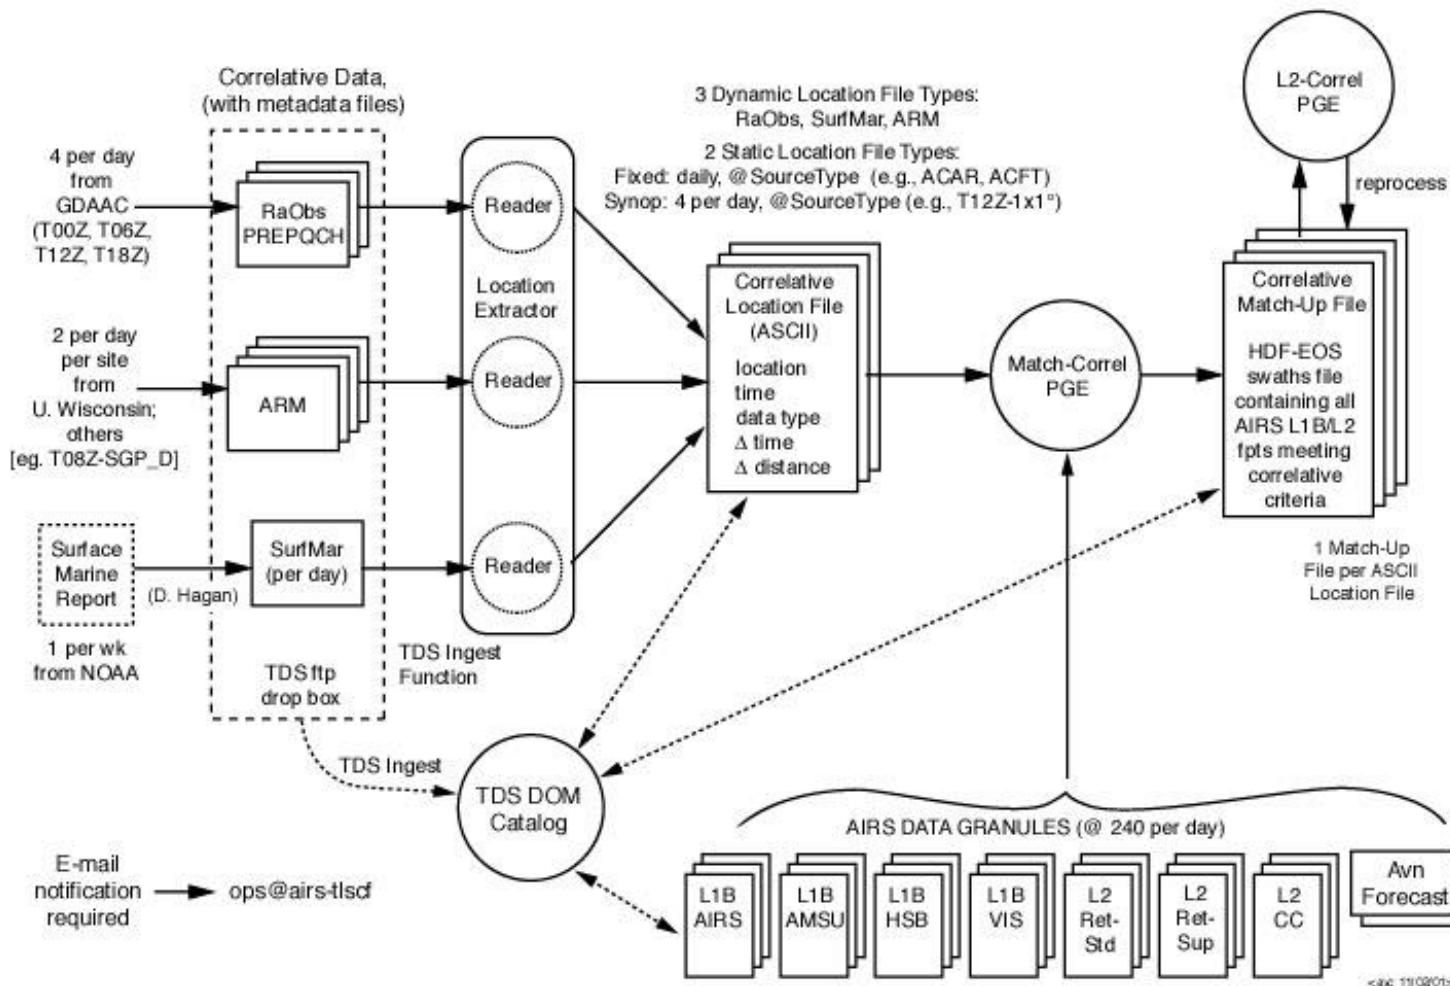 Correlative Data,
(with metadata files)
4 per day
from
GDAAC
(T00Z, T06Z,
T12Z, T18Z)
RaObs
PREPQCH
Reader
Location
Extractor
2 per day
per site
from
U. Wisconsin;
others
[eg. T08Z-SGP_D]
ARM
Reader
Surface
Marine
Report
(D. Hagan)
SurfMar
(per day)
Reader
1 per wk
from NOAA
TDS ftp
drop box
TDS Ingest
Function
3 Dynamic Location File Types:
RaObs, SurfMar, ARM
2 Static Location File Types:
Fixed: daily, @SourceType (e.g., ACAR, ACFT)
Synop: 4 per day, @SourceType (e.g., T12Z-1x1°)
Correlative
Location File
(ASCII)
location
time
data type
Δ time
Δ distance
Match-Correl
PGE
L2-Correl
PGE
reprocess
Correlative
Match-Up File
HDF-EOS
swaths file
containing all
AIRS L1B/L2
fpts meeting
correlative
criteria
1 Match-Up
File per ASCII
Location File
TDS Ingest
TDS DOM
Catalog
AIRS DATA GRANULES (@ 240 per day)
L1B
AIRS
L1B
AMSU
L1B
HSB
L1B
VIS
L2
Ret-
Std
L2
Ret-
Sup
L2
CC
Avn
Forecast
E-mail
notification
required
ops@airs-tlscf